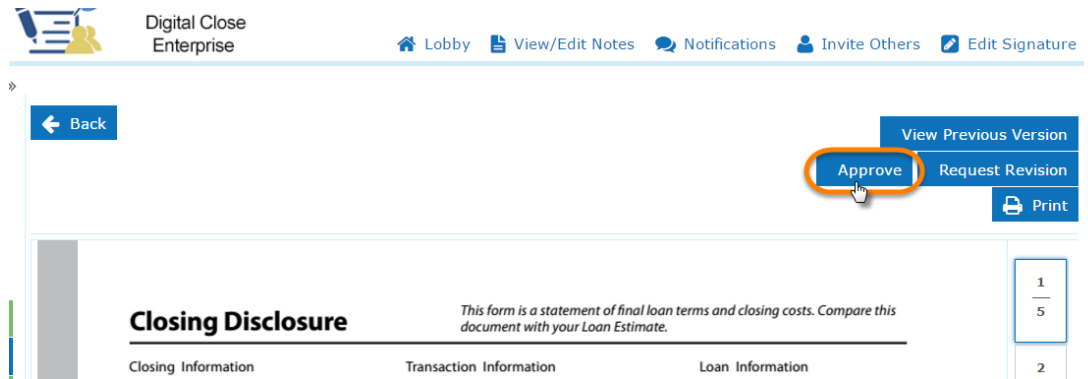 Digital Close
Enterprise
Lobby View/Edit Notes Notifications Invite Others Edit Signature
»
Back
View Previous Version
Approve Request Revision
Print
1
5
Closing Disclosure
This form is a statement of final loan terms and closing costs. Compare this
document with your Loan Estimate.
Closing Information Transaction Information Loan Information
2